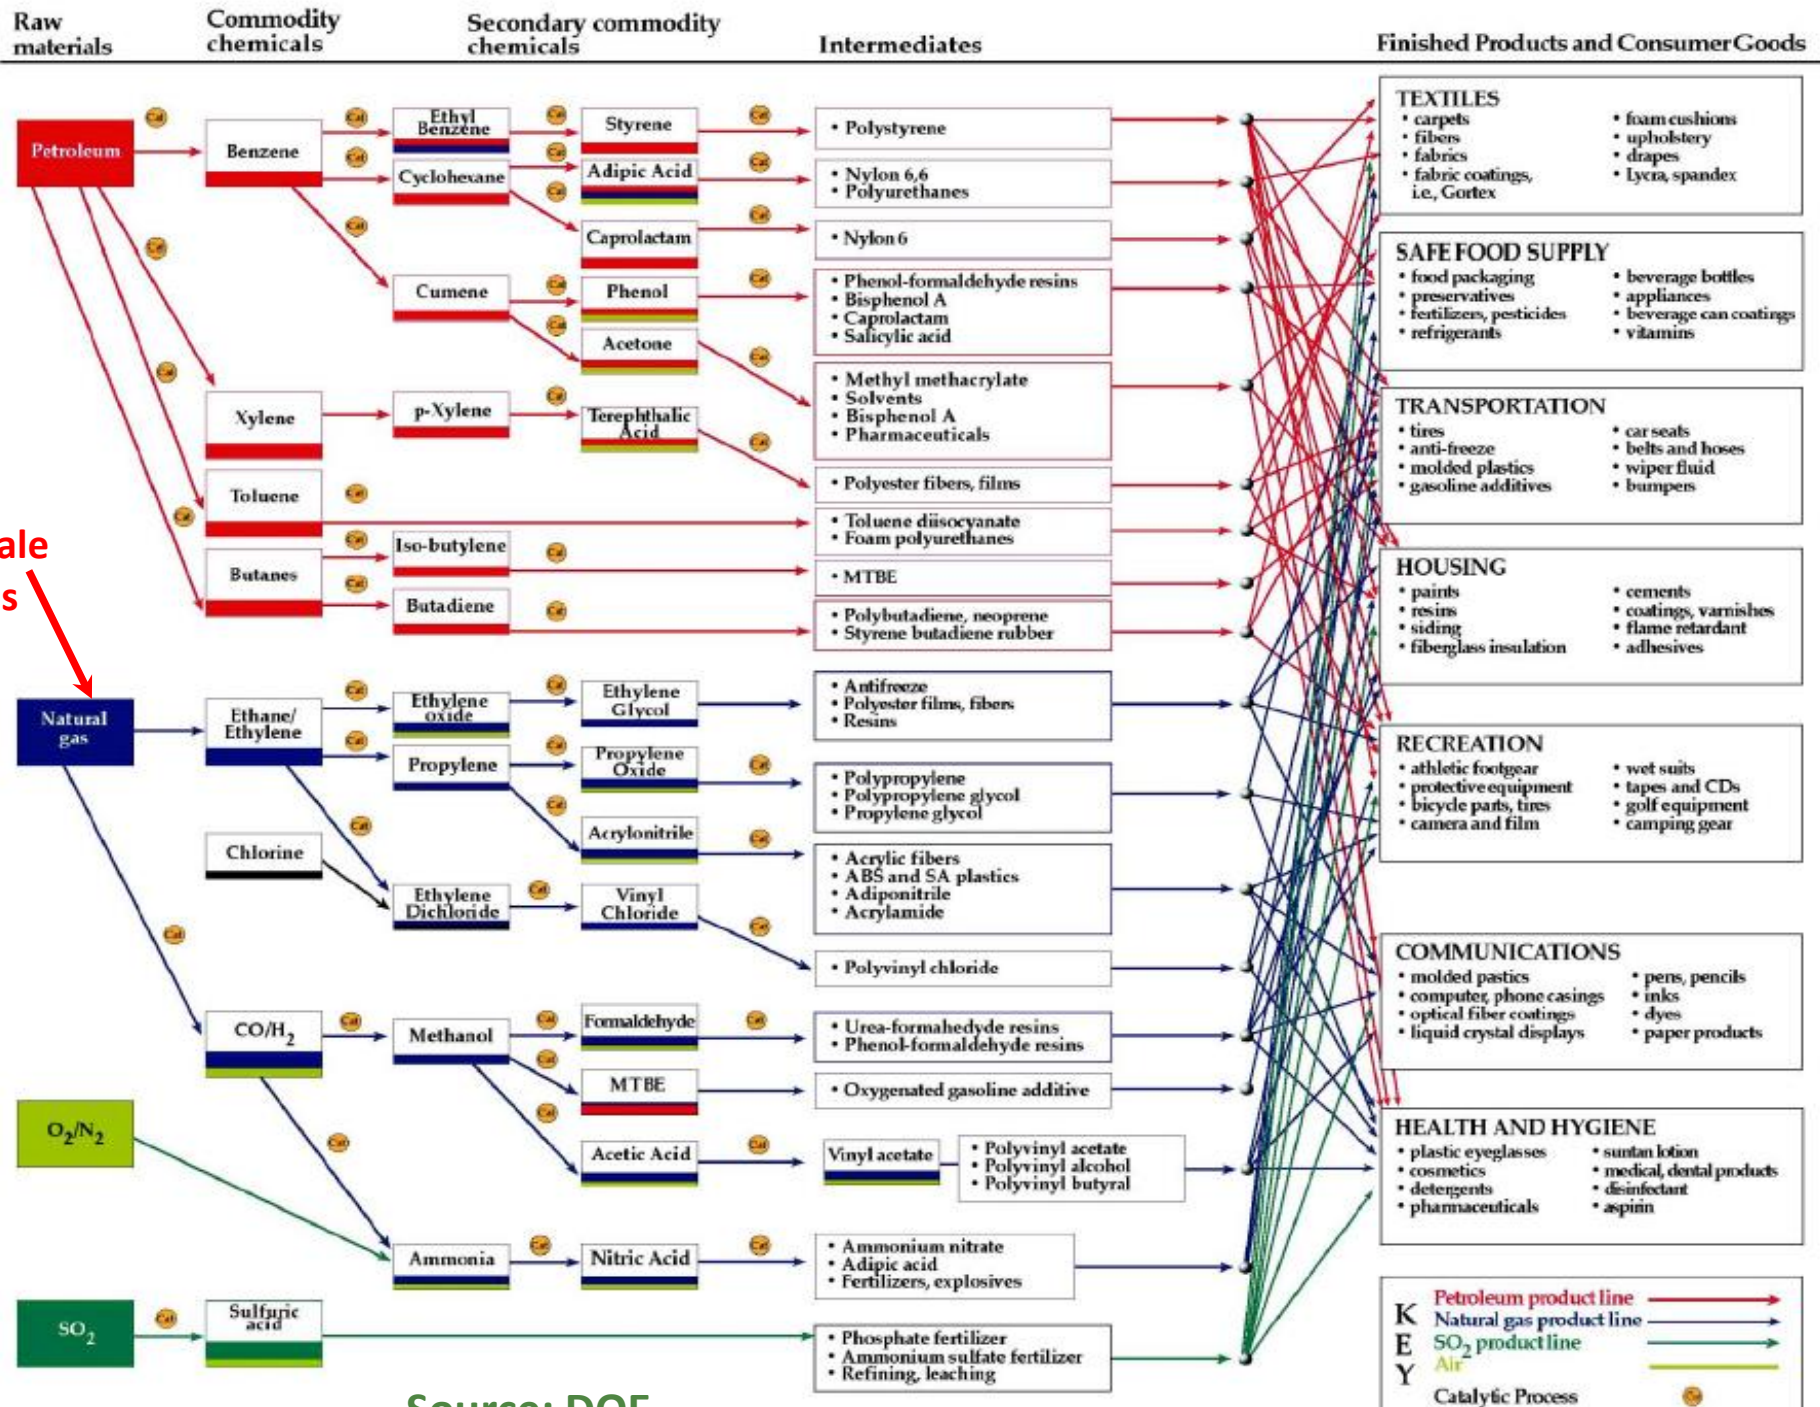 Raw materials
Commodity chemicals
Secondary commodity chemicals
Intermediates
Finished Products and Consumer Goods
Petroleum
Benzene
Ethyl Benzene
Styrene
• Polystyrene
Cyclohexane
Adipic Acid
• Nylon 6,6
• Polyurethanes
Caprolactam
• Nylon 6
Cumene
Phenol
• Phenol-formaldehyde resins
• Bisphenol A
• Caprolactam
• Salicylic acid
Acetone
• Methyl methacrylate
• Solvents
• Bisphenol A
• Pharmaceuticals
Xylene
p-Xylene
Terephthalic Acid
• Polyester fibers, films
Toluene
• Toluene diisocyanate
• Foam polyurethanes
Butanes
Iso-butylene
• MTBE
Butadiene
• Polybutadiene, neoprene
• Styrene butadiene rubber
ale
s
Natural gas
Ethane/ Ethylene
Ethylene oxide
Ethylene Glycol
• Antifreeze
• Polyester films, fibers
• Resins
Propylene
Propylene Oxide
• Polypropylene
• Polypropylene glycol
• Propylene glycol
Acrylonitrile
• Acrylic fibers
• ABS and SA plastics
• Adiponitrile
• Acrylamide
Chlorine
Ethylene Dichloride
Vinyl Chloride
• Polyvinyl chloride
CO/H2
Methanol
Formaldehyde
• Urea-formahedyde resins
• Phenol-formaldehyde resins
MTBE
• Oxygenated gasoline additive
O2/N2
Acetic Acid
Vinyl acetate
• Polyvinyl acetate
• Polyvinyl alcohol
• Polyvinyl butyral
Ammonia
Nitric Acid
• Ammonium nitrate
• Adipic acid
• Fertilizers, explosives
SO2
Sulfuric acid
• Phosphate fertilizer
• Ammonium sulfate fertilizer
• Refining, leaching
TEXTILES
• carpets
• fibers
• fabrics
• fabric coatings,
i.e., Gortex
• foam cushions
• upholstery
• drapes
• Lycra, spandex
SAFE FOOD SUPPLY
• food packaging
• preservatives
• fertilizers, pesticides
• refrigerants
• beverage bottles
• appliances
• beverage can coatings
• vitamins
TRANSPORTATION
• tires
• anti-freeze
• molded plastics
• gasoline additives
• car seats
• belts and hoses
• wiper fluid
• bumpers
HOUSING
• paints
• resins
• siding
• fiberglass insulation
• cements
• coatings, varnishes
• flame retardant
• adhesives
RECREATION
• athletic footgear
• protective equipment
• bicycle parts, tires
• camera and film
• wet suits
• tapes and CDs
• golf equipment
• camping gear
COMMUNICATIONS
• molded pastics
• computer, phone casings
• optical fiber coatings
• liquid crystal displays
• pens, pencils
• inks
• dyes
• paper products
HEALTH AND HYGIENE
• plastic eyeglasses
• cosmetics
• detergents
• pharmaceuticals
• suntan lotion
• medical, dental products
• disinfectant
• aspirin
KEY
Petroleum product line
Natural gas product line
SO2 product line
Air
Catalytic Process
Cat
Source: DOE